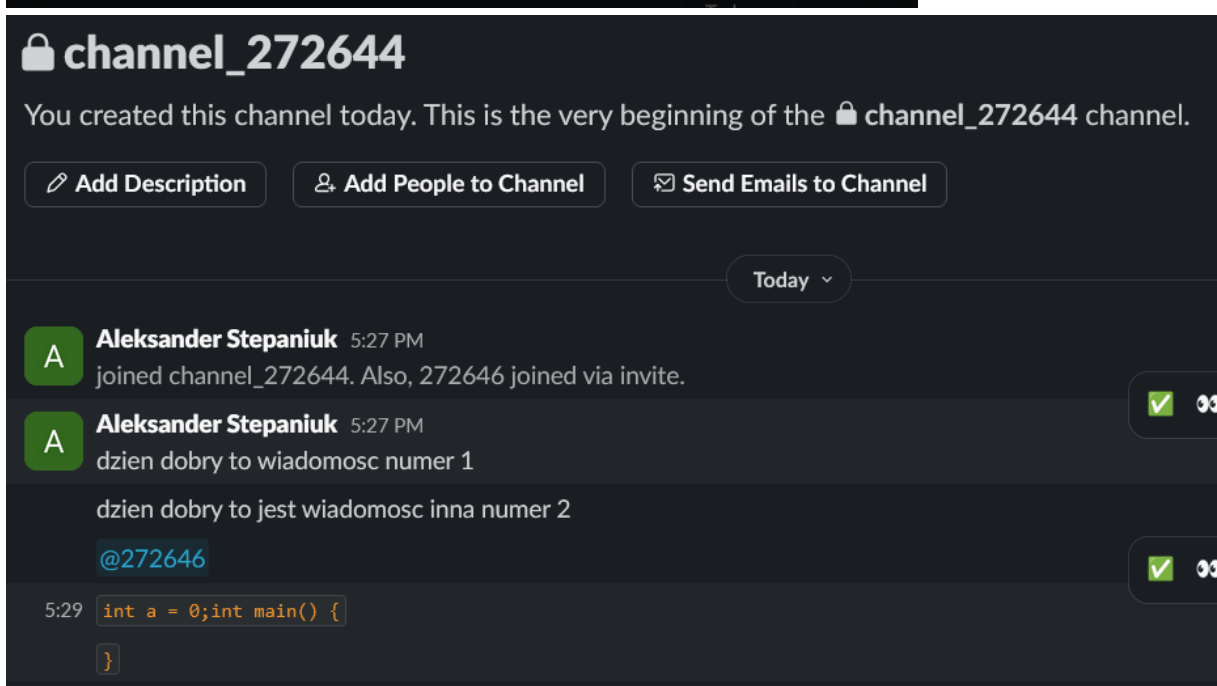 channel_272644
You created this channel today. This is the very beginning of the channel_272644 channel.
Add Description Add People to Channel Send Emails to Channel
Today
A
Aleksander Stepaniuk 5:27 PM
joined channel_272644. Also, 272646 joined via invite.
A
Aleksander Stepaniuk 5:27 PM
dzien dobry to wiadomosc numer 1
dzien dobry to jest wiadomosc inna numer 2
@272646
5:29 int a = 0;int main() {
}